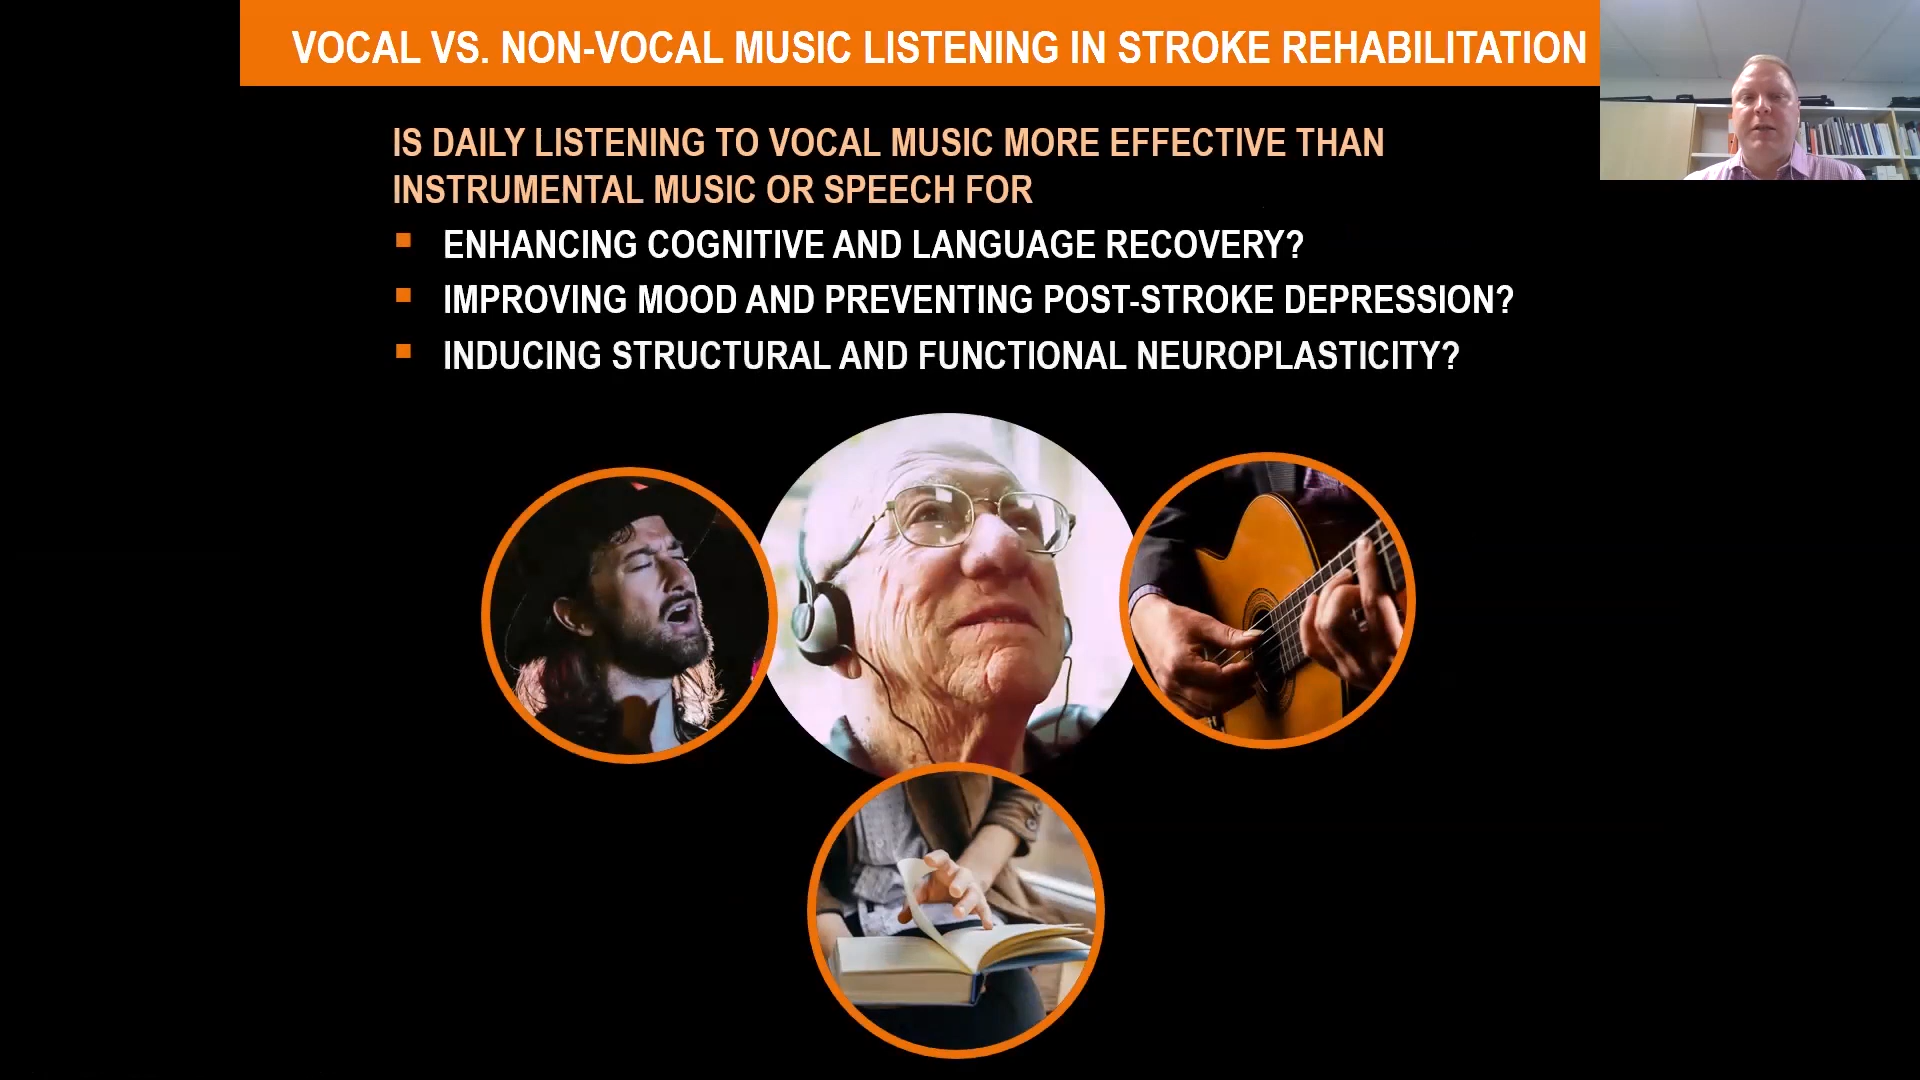 VOCAL VS. NON-VOCAL MUSIC LISTENING IN STROKE REHABILITATION
IS DAILY LISTENING TO VOCAL MUSIC MORE EFFECTIVE THAN
INSTRUMENTAL MUSIC OR SPEECH FOR
ENHANCING COGNITIVE AND LANGUAGE RECOVERY?
IMPROVING MOOD AND PREVENTING POST-STROKE DEPRESSION?
INDUCING STRUCTURAL AND FUNCTIONAL NEUROPLASTICITY?